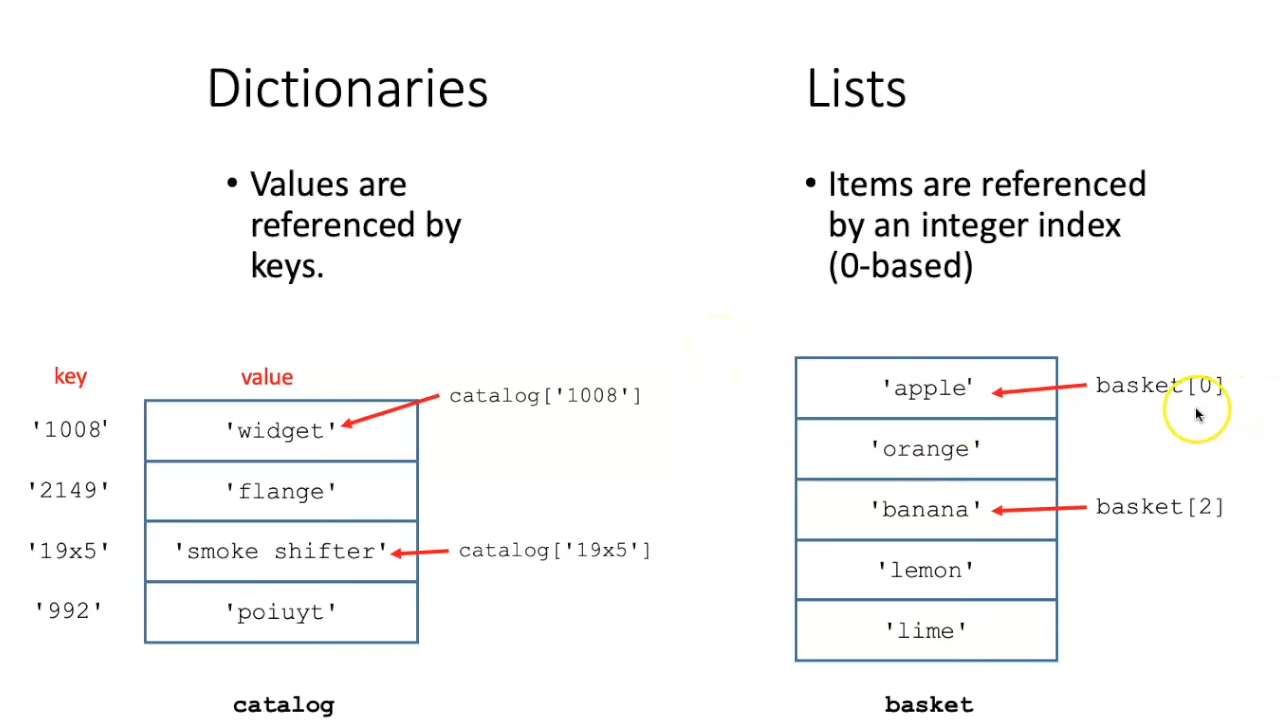 Dictionaries
• Values are
referenced by
keys.
key value
catalog['1008']
'1008' 'widget'
'2149' 'flange'
'19x5' 'smoke shifter' catalog['19x5']
'992' 'poiuyt'
catalog
Lists
• Items are referenced
by an integer index
(0-based)
'apple' basket[0]
'orange'
'banana' basket[2]
'lemon'
'lime'
basket